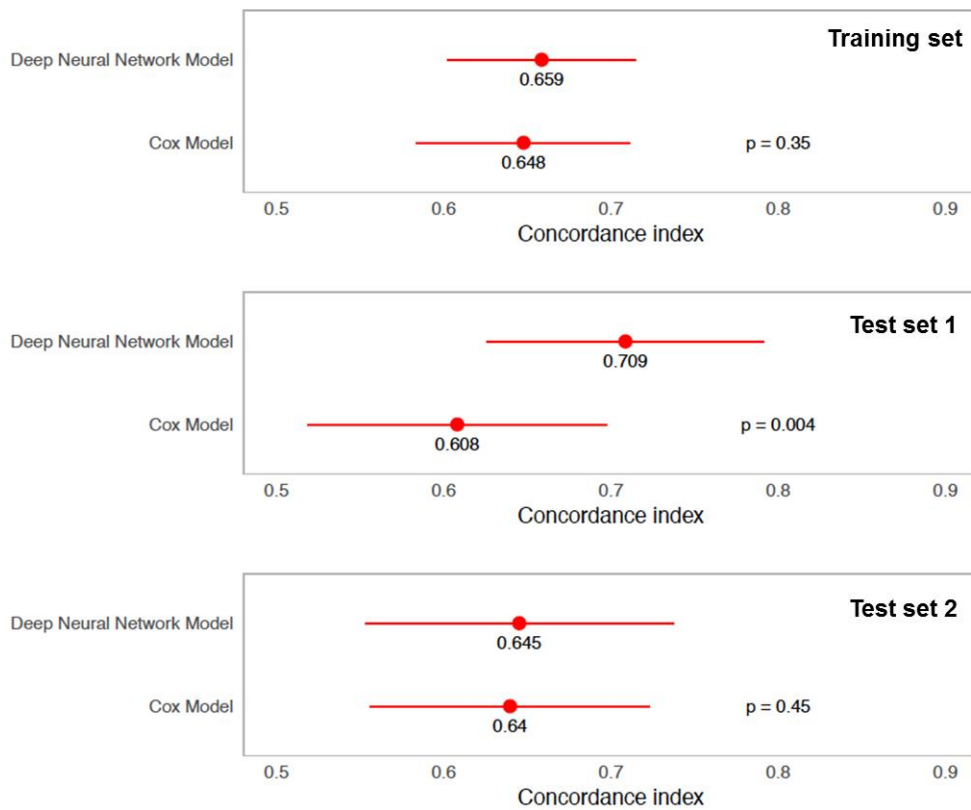 Training set
Deep Neural Network Model
0.659
Cox Model
p = 0.35
0.648
0.5 0.6 0.7 0.8 0.9
Concordance index
Test set 1
Deep Neural Network Model
0.709
Cox Model
p = 0.004
0.608
0.5 0.6 0.7 0.8 0.9
Concordance index
Test set 2
Deep Neural Network Model
0.645
Cox Model
p = 0.45
0.64
0.5 0.6 0.7 0.8 0.9
Concordance index